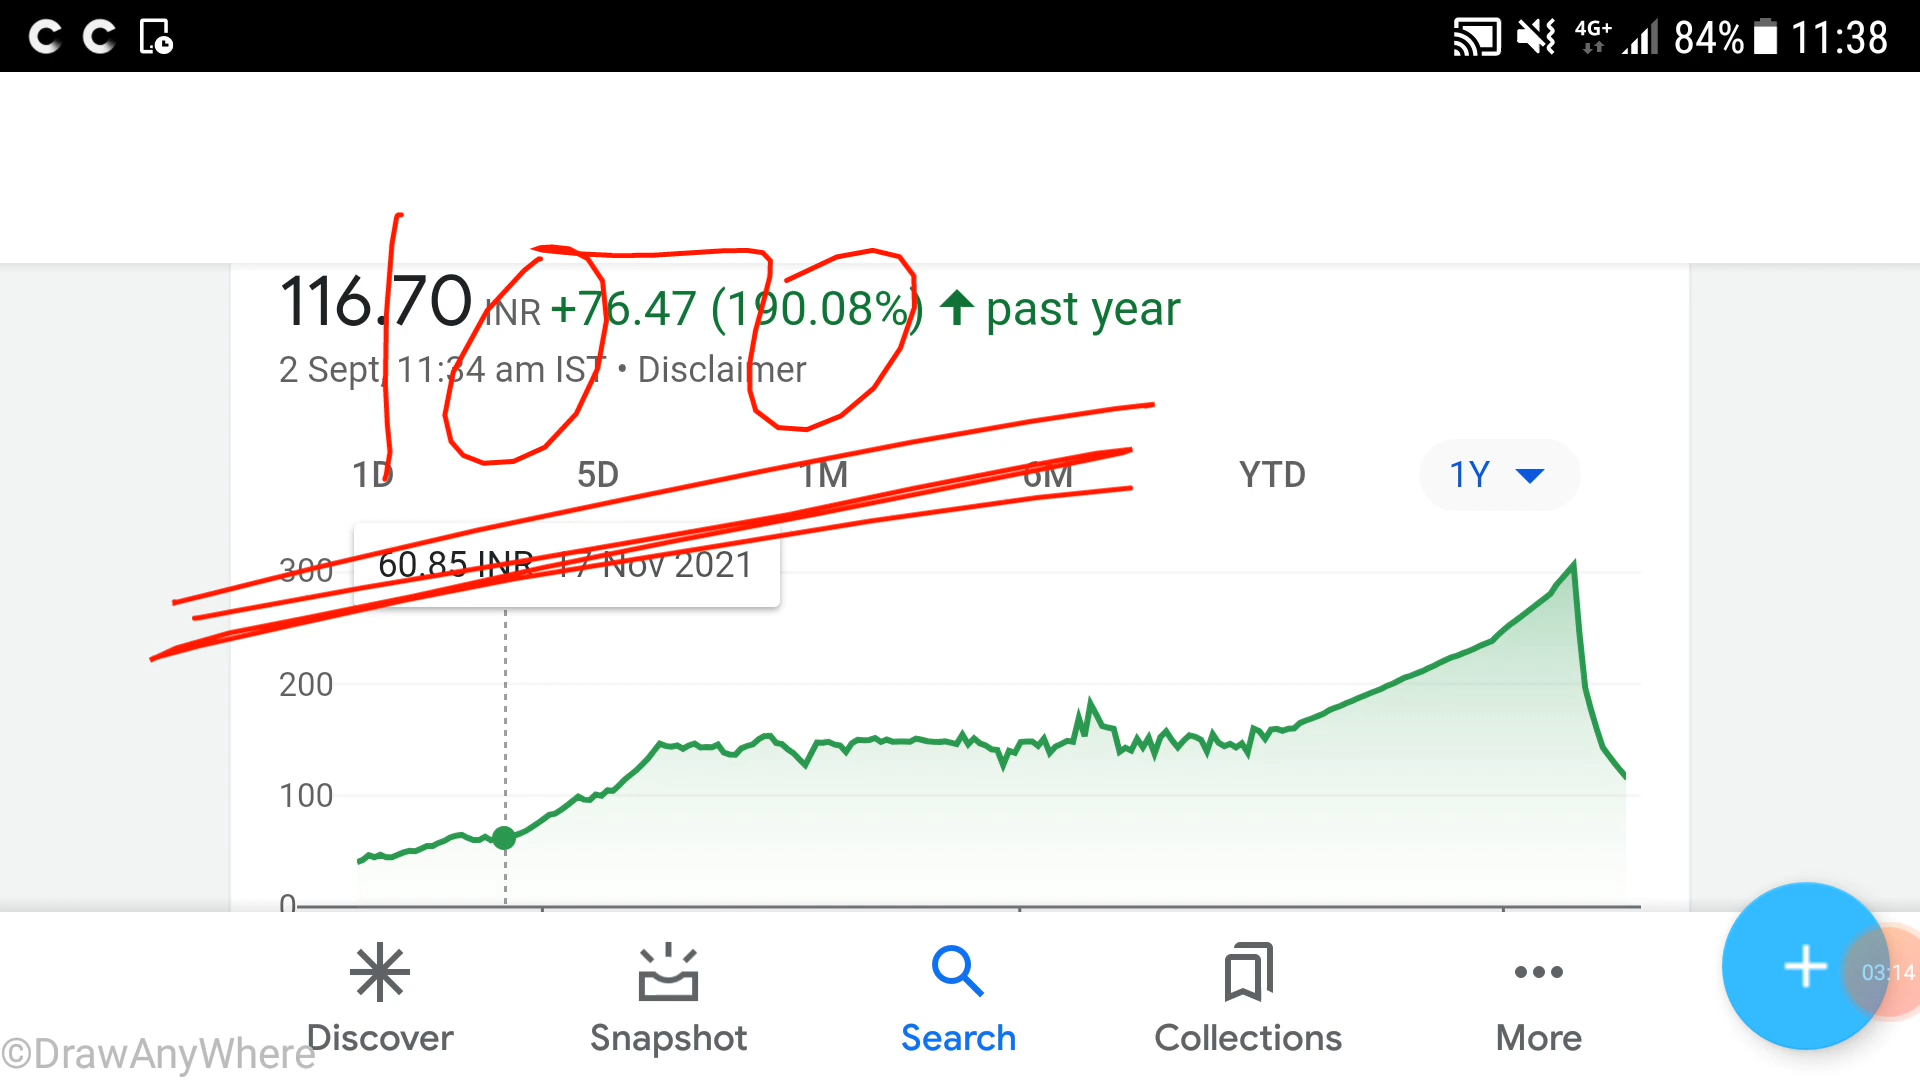 84% 11:38
116.70 INR +76.47 (190.08%) ↑ past year
2 Sept, 11:34 am IST • Disclaimer
1D 5D 1M 6M YTD 1Y
60.85 INR 17 Nov 2021
300
200
100
0
4G+
03:14
Discover Snapshot Search Collections More
©DrawAnyWhere